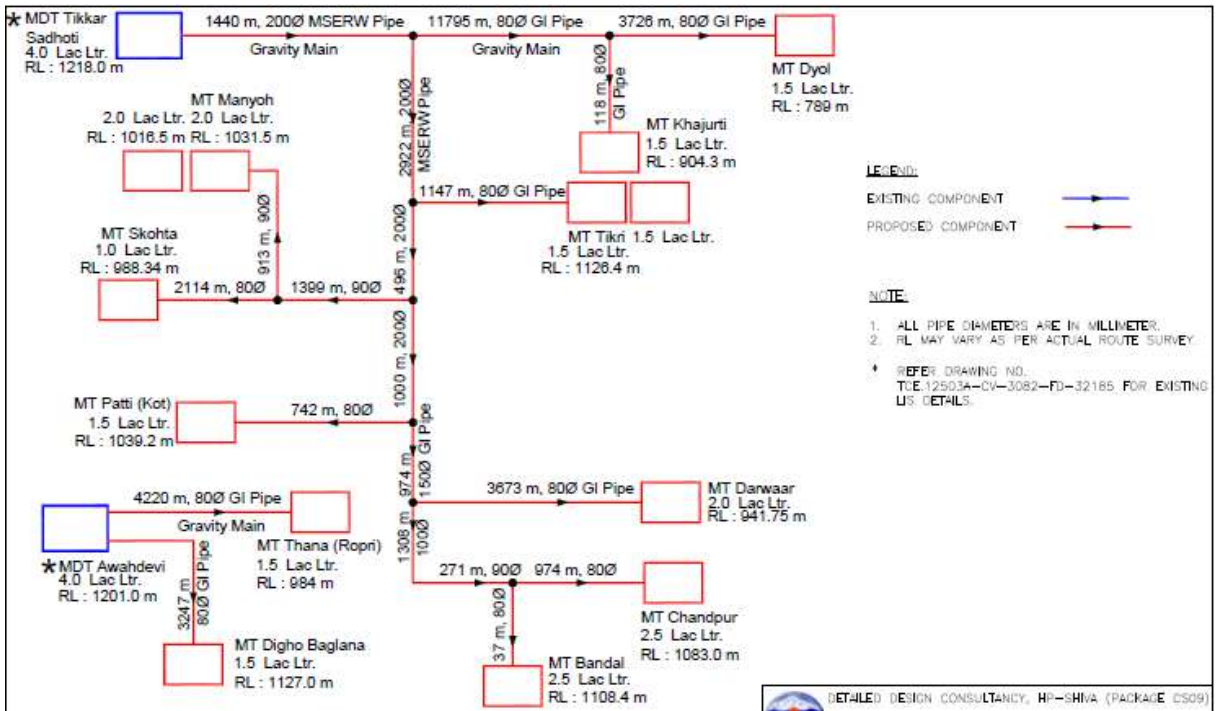 * MDT Tikkar
Sadhoti
4.0 Lac Ltr.
RL : 1218.0 m
1440 m, 200Ø MSERW Pipe
Gravity Main
11795 m, 80Ø GI Pipe
Gravity Main
3726 m, 80Ø GI Pipe
MT Dyol
1.5 Lac Ltr.
RL : 789 m
118 m, 80Ø
GI Pipe
MT Khajurti
1.5 Lac Ltr.
RL : 904.3 m
2922 m, 200Ø
MSERW Pipe
MT Manyoh
2.0 Lac Ltr. 2.0 Lac Ltr.
RL : 1016.5 m RL : 1031.5 m
1147 m, 80Ø GI Pipe
MT Tikri 1.5 Lac Ltr.
1.5 Lac Ltr.
RL : 1126.4 m
913 m, 90Ø
496 m, 200Ø
MT Skohta
1.0 Lac Ltr.
RL : 988.34 m
2114 m, 80Ø
1399 m, 90Ø
1000 m, 200Ø
MT Patti (Kot)
1.5 Lac Ltr.
RL : 1039.2 m
742 m, 80Ø
974 m
150Ø GI Pipe
3673 m, 80Ø GI Pipe
MT Darwaar
2.0 Lac Ltr.
RL : 941.75 m
1308 m
100Ø
4220 m, 80Ø GI Pipe
Gravity Main
MT Thana (Ropri)
1.5 Lac Ltr.
RL : 984 m
* MDT Awahdevi
4.0 Lac Ltr.
RL : 1201.0 m
3247 m
80Ø GI Pipe
MT Digho Baglana
1.5 Lac Ltr.
RL : 1127.0 m
271 m, 90Ø
974 m, 80Ø
MT Chandpur
2.5 Lac Ltr.
RL : 1083.0 m
37 m, 80Ø
MT Bandal
2.5 Lac Ltr.
RL : 1108.4 m
LEGEND:
EXISTING COMPONENT
PROPOSED COMPONENT
NOTE:
1. ALL PIPE DIAMETERS ARE IN MILLIMETER.
2. RL MAY VARY AS PER ACTUAL ROUTE SURVEY
* REFER DRAWING NO.
TCE.12503A-CV-3082-FD-32185 FOR EXISTING
LIS DETAILS.
DETAILED DESIGN CONSULTANCY, HP-SHIVA (PACKAGE CS09)